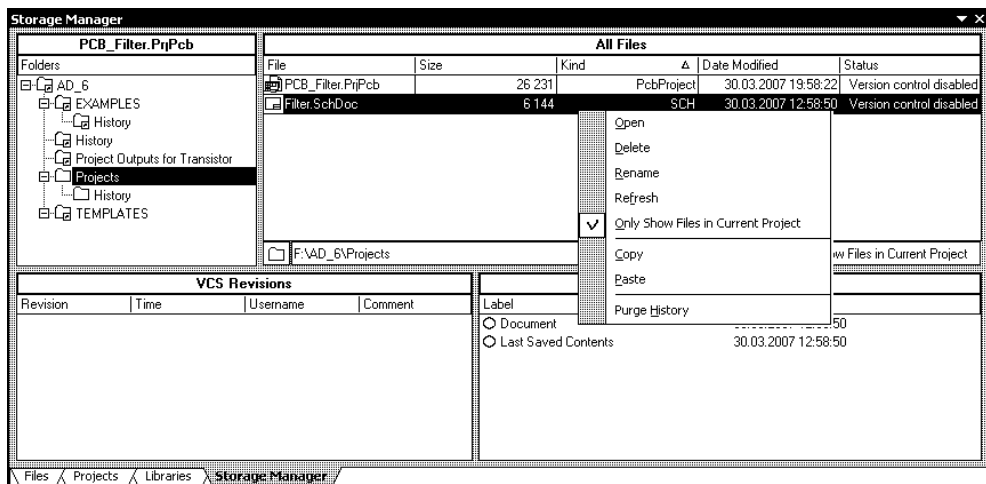 Storage Manager
PCB_Filter.PrjPcb
All Files
Folders
File Size Kind Date Modified Status
AD_6
PCB_Filter.PrjPcb 26 231 PcbProject 30.03.2007 19:58:22 Version control disabled
EXAMPLES
Filter.SchDoc 6 144 SCH 30.03.2007 12:58:50 Version control disabled
History
History
Project Outputs for Transistor
Projects
History
TEMPLATES
Open
Delete
Rename
Refresh
Only Show Files in Current Project
Copy
Paste
Purge History
F:\AD_6\Projects
w Files in Current Project
VCS Revisions
Revision Time Username Comment
Label
Document 50
Last Saved Contents 30.03.2007 12:58:50
Files Projects Libraries Storage Manager